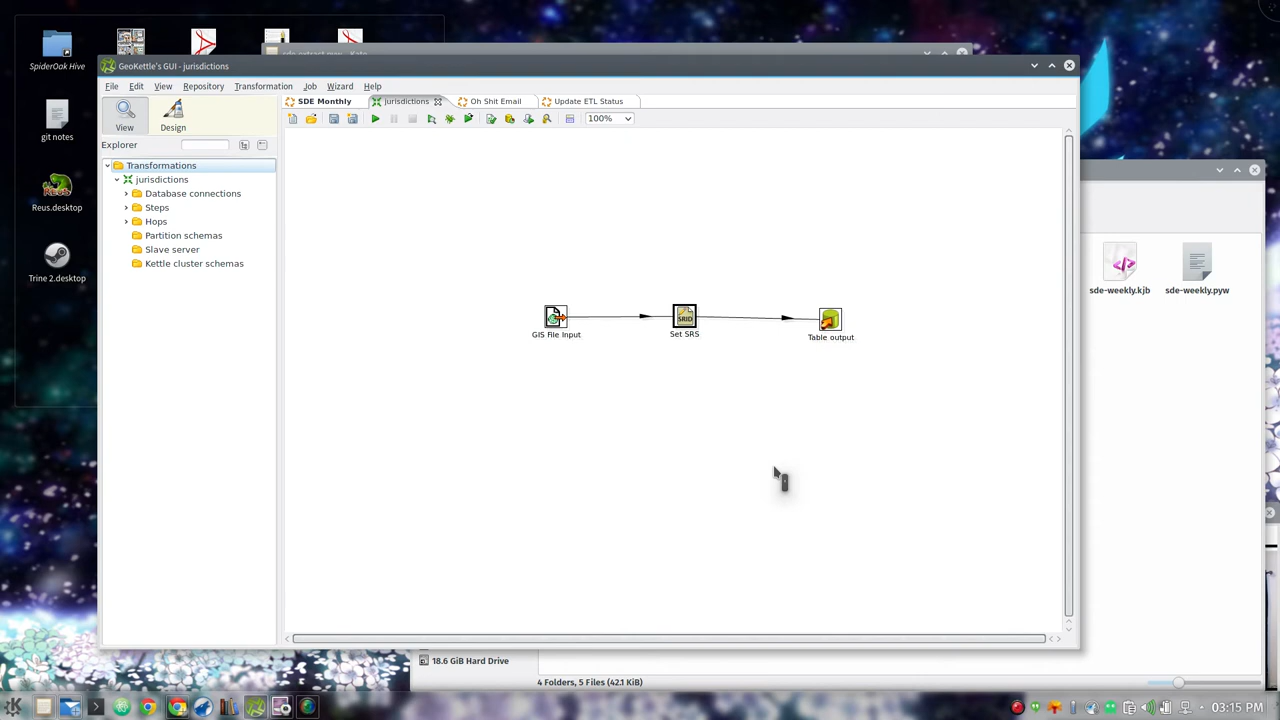 SpiderOak Hive
git notes
Reus.desktop
Trine 2.desktop
GeoKettle's GUI - jurisdictions
File Edit View Repository Transformation Job Wizard Help
View
Design
SDE Monthly
jurisdictions
Oh Shit Email
Update ETL Status
100%
Explorer
Transformations
jurisdictions
Database connections
Steps
Hops
Partition schemas
Slave server
Kettle cluster schemas
GIS File Input
SRID
Set SRS
Table output
sde-weekly.kjb
sde-weekly.pyw
18.6 GiB Hard Drive
4 Folders, 5 Files (42.1 KiB)
03:15 PM